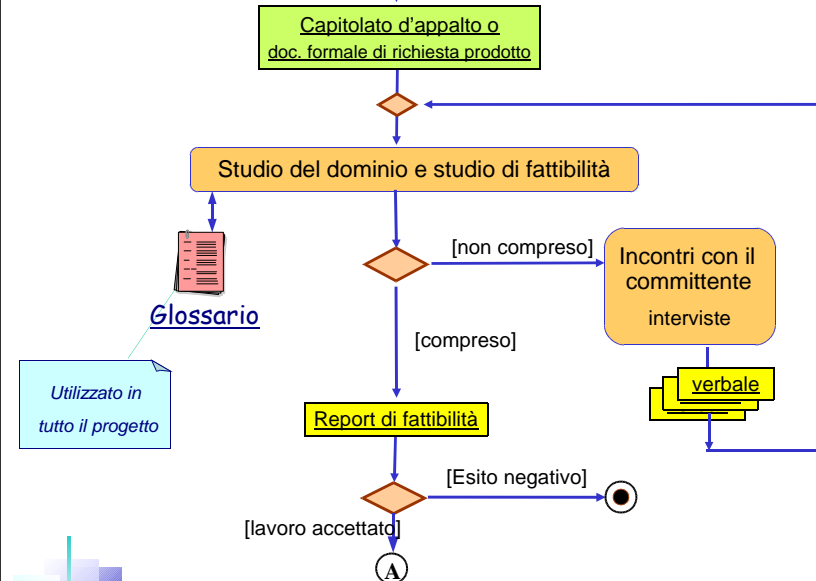 Capitolato d'appalto o
doc. formale di richiesta prodotto
Studio del dominio e studio di fattibilità
[non compreso]
Incontri con il
committente
interviste
Glossario
[compreso]
Utilizzato in
tutto il progetto
verbale
Report di fattibilità
[Esito negativo]
[lavoro accettato]
A